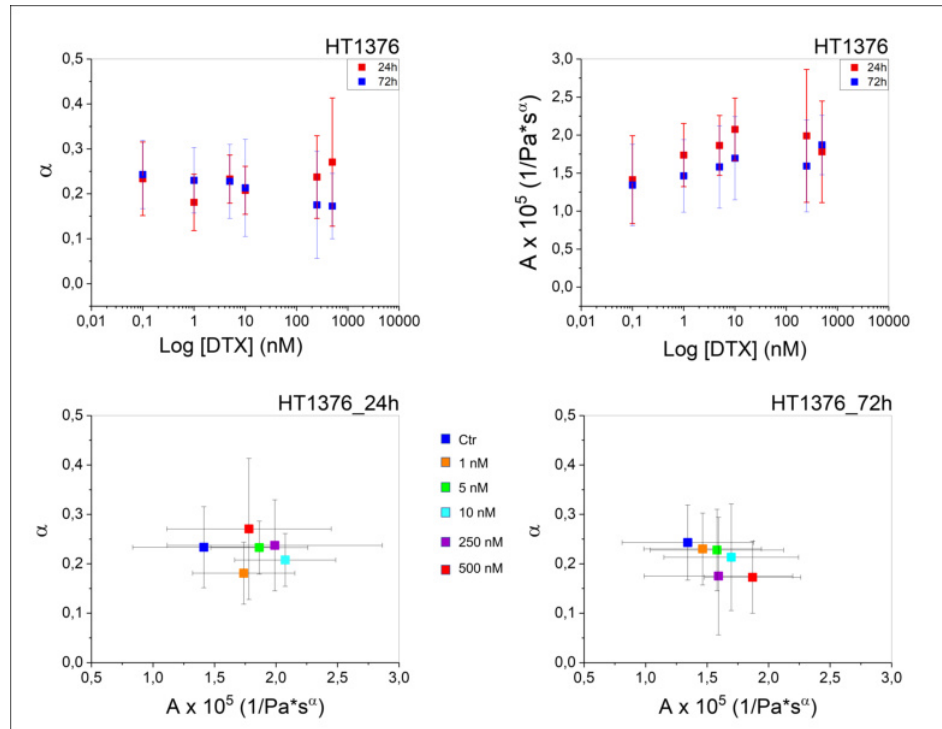 HT1376
24h
72h
0,5
0,4
0,3
0,2
0,1
0,0
α
0,01 0,1 1 10 100 1000 10000
Log [DTX] (nM)
HT1376
24h
72h
3,0
2,5
2,0
1,5
1,0
0,5
0,0
A x 10⁵ (1/Pa*sᵅ)
0,01 0,1 1 10 100 1000 10000
Log [DTX] (nM)
HT1376_24h
0,5
0,4
0,3
0,2
0,1
0,0
α
0,5 1,0 1,5 2,0 2,5 3,0
A x 10⁵ (1/Pa*sᵅ)
Ctr
1 nM
5 nM
10 nM
250 nM
500 nM
HT1376_72h
0,5
0,4
0,3
0,2
0,1
0,0
α
0,5 1,0 1,5 2,0 2,5 3,0
A x 10⁵ (1/Pa*sᵅ)